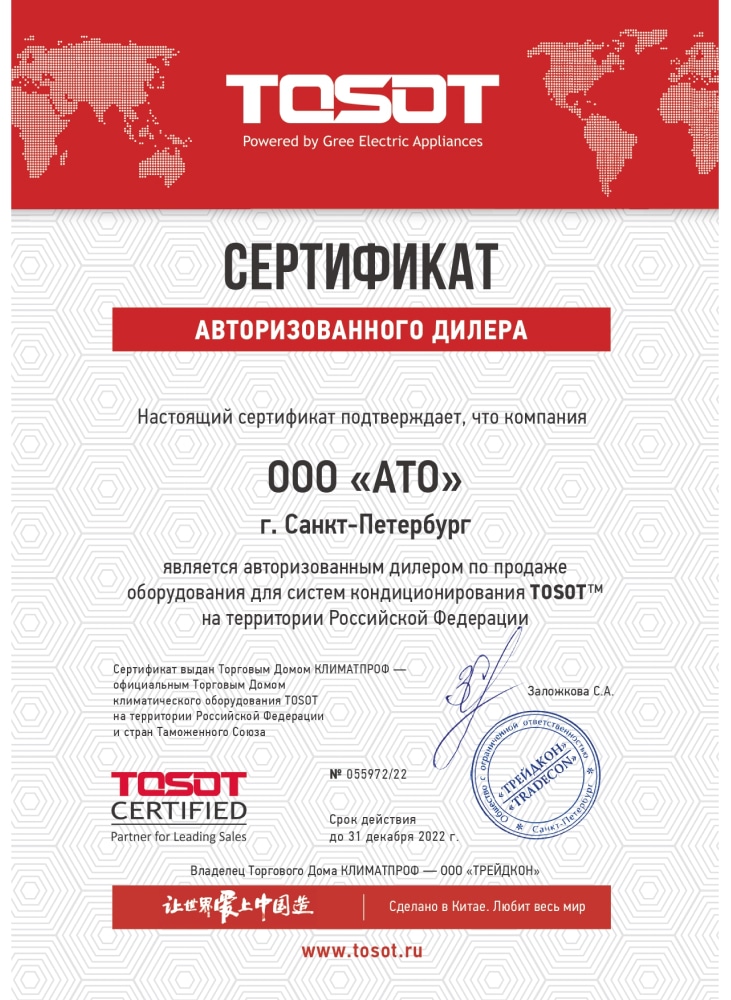 TOSOT
Powered by Gree Electric Appliances
СЕРТИФИКАТ
АВТОРИЗОВАННОГО ДИЛЕРА
Настоящий сертификат подтверждает, что компания
ООО «АТО»
г. Санкт-Петербург
является авторизованным дилером по продаже
оборудования для систем кондиционирования TOSOT™
на территории Российской Федерации
Сертификат выдан Торговым Домом КЛИМАТПРОФ —
официальным Торговым Домом
климатического оборудования TOSOT
на территории Российской Федерации
и стран Таможенного Союза
Заложкова С.А.
Общество с ограниченной ответственностью
«ТРЕЙДКОН»
«TRADECON»
* Санкт-Петербург *
TOSOT
CERTIFIED
Partner for Leading Sales
№ 055972/22
Срок действия
до 31 декабря 2022 г.
Владелец Торгового Дома КЛИМАТПРОФ — ООО «ТРЕЙДКОН»
让世界爱上中国造
Сделано в Китае. Любит весь мир
www.tosot.ru